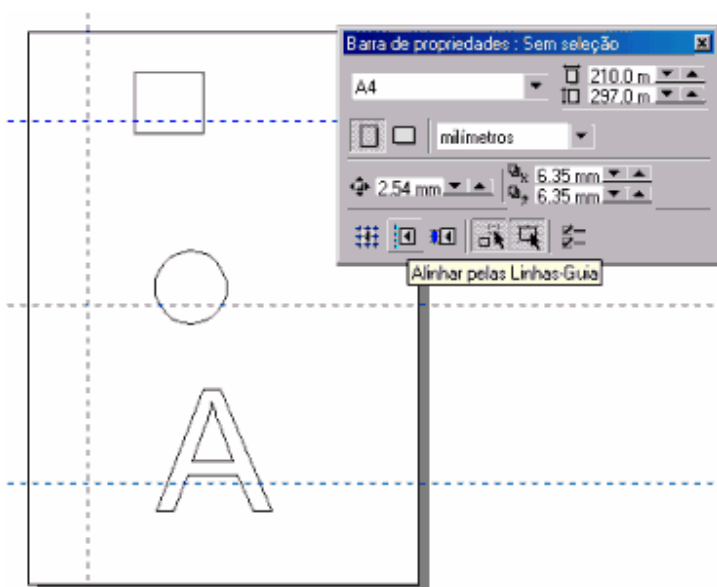 Barra de propriedades : Sem seleção
A4
210.0 m
297.0 m
milímetros
2.54 mm
x 6.35 mm
y 6.35 mm
Alinhar pelas Linhas-Guia
A